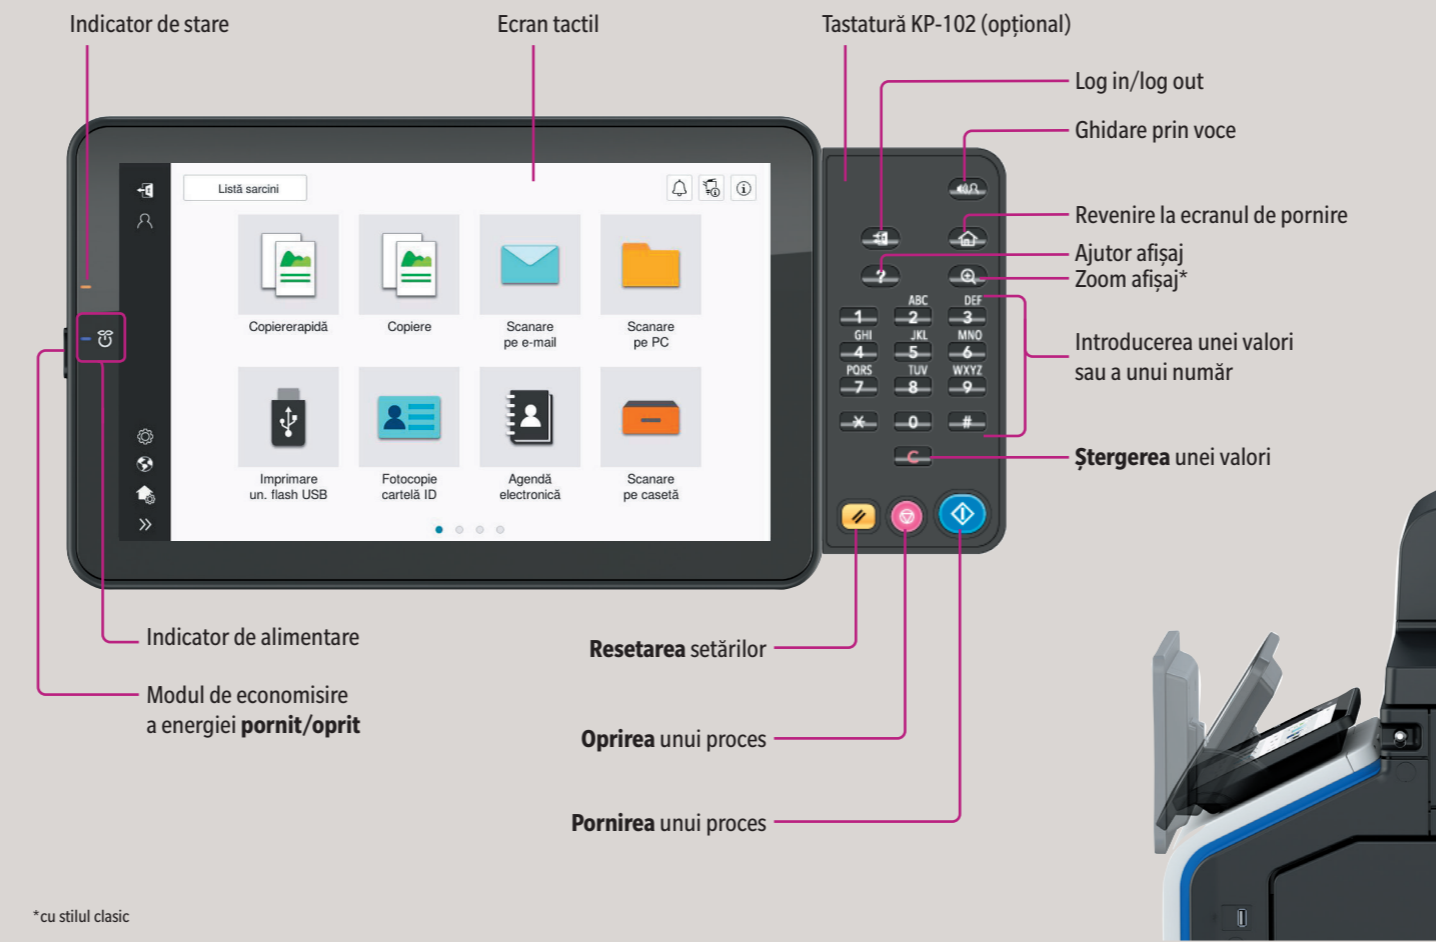 Indicator de stare
Ecran tactil
Tastatură KP-102 (opțional)
Log in/log out
Ghidare prin voce
Revenire la ecranul de pornire
Ajutor afișaj
Zoom afișaj*
Introducerea unei valori
sau a unui număr
Ștergerea unei valori
Listă sarcini
Copiererapidă
Copiere
Scanare
pe e-mail
Scanare
pe PC
Imprimare
un. flash USB
Fotocopie
cartelă ID
Agendă
electronică
Scanare
pe casetă
?
ABC DEF
1 2 3
GHI JKL MNO
4 5 6
PQRS TUV WXYZ
7 8 9
* 0 #
C
Indicator de alimentare
Modul de economisire
a energiei pornit/oprit
Resetarea setărilor
Oprirea unui proces
Pornirea unui proces
*cu stilul clasic